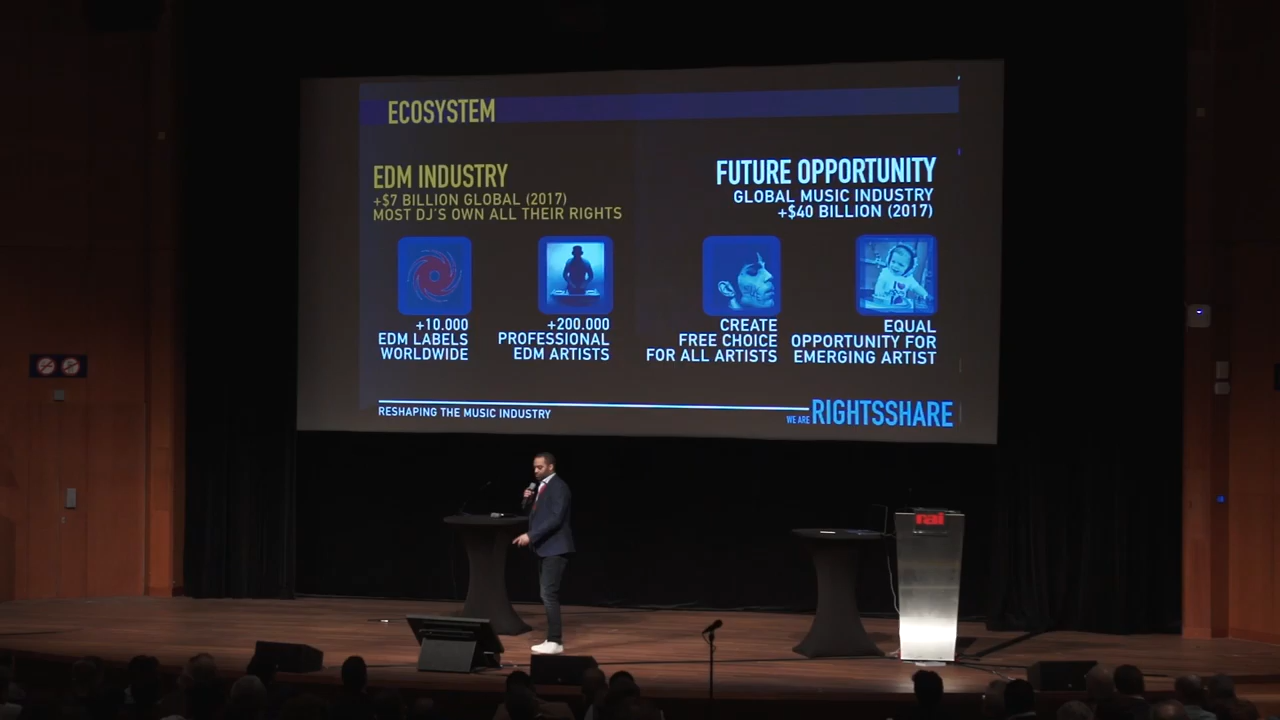 ECOSYSTEM
EDM INDUSTRY
+$7 BILLION GLOBAL (2017)
MOST DJ'S OWN ALL THEIR RIGHTS
FUTURE OPPORTUNITY
GLOBAL MUSIC INDUSTRY
+$40 BILLION (2017)
+10.000
EDM LABELS
WORLDWIDE
+200.000
PROFESSIONAL
EDM ARTISTS
CREATE
FREE CHOICE
FOR ALL ARTISTS
EQUAL
OPPORTUNITY FOR
EMERGING ARTIST
RESHAPING THE MUSIC INDUSTRY
WE ARE RIGHTSSHARE
rai